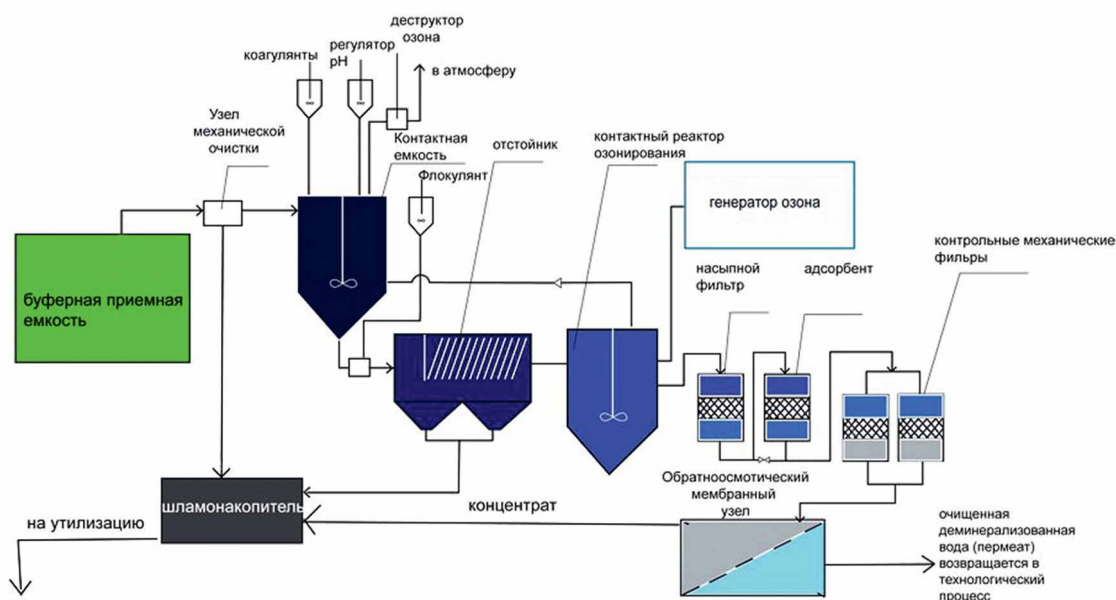 деструктор
озона
коагулянты
регулятор
pH
в атмосферу
Узел
механической
очистки
Контактная
емкость
отстойник
контактный реактор
озонирования
Флокулянт
генератор озона
контрольные механические
фильры
насыпной
фильтр
адсорбент
буферная приемная
емкость
Обратноосмотический
мембранный
узел
шламонакопитель
концентрат
на утилизацию
очищенная
деминерализованная
вода (пермеат)
возвращается в
технологический
процесс